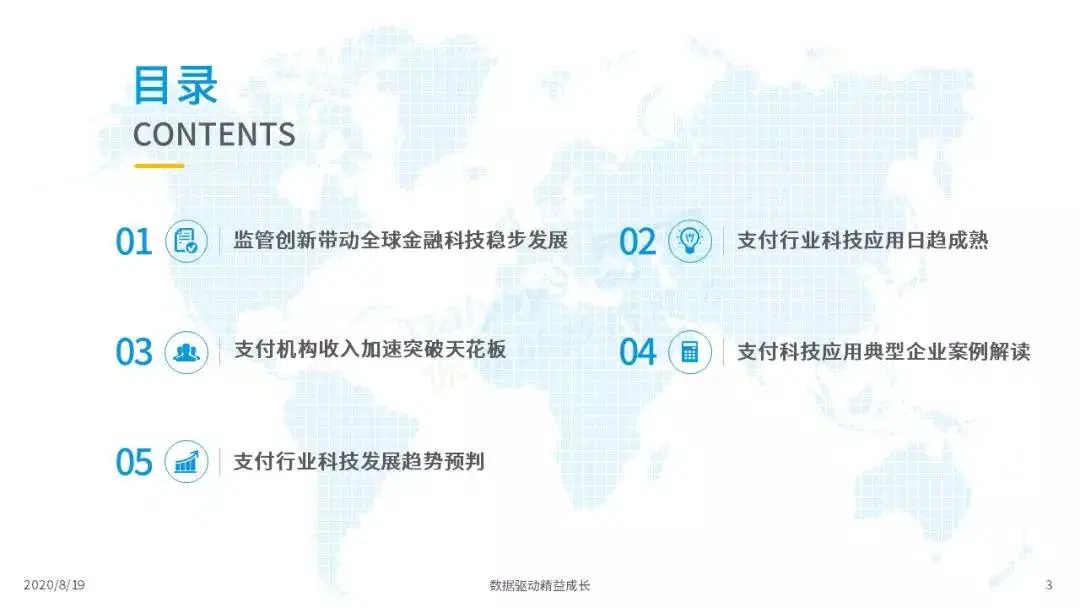 目录
CONTENTS
01 监管创新带动全球金融科技稳步发展
02 支付行业科技应用日趋成熟
03 支付机构收入加速突破天花板
04 支付科技应用典型企业案例解读
05 支付行业科技发展趋势预判
2020/8/19
数据驱动精益成长
3